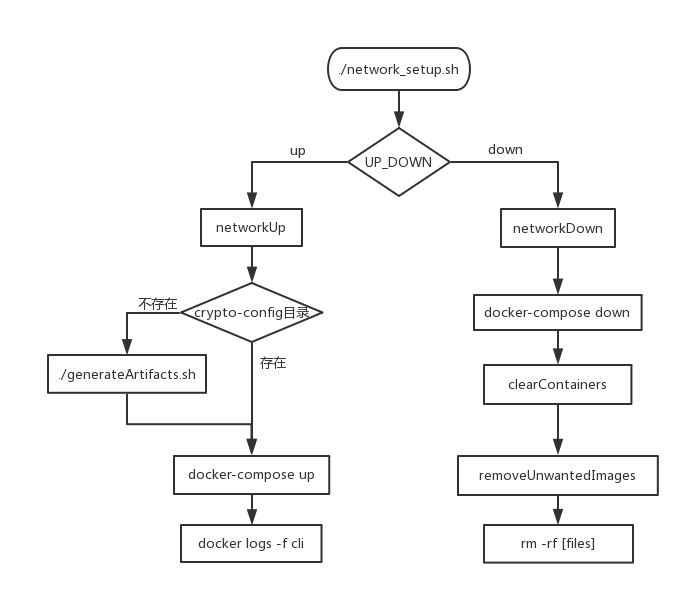 ./network_setup.sh
UP_DOWN
up
down
networkUp
networkDown
crypto-config目录
不存在
存在
docker-compose down
./generateArtifacts.sh
clearContainers
docker-compose up
removeUnwantedImages
docker logs -f cli
rm -rf [files]